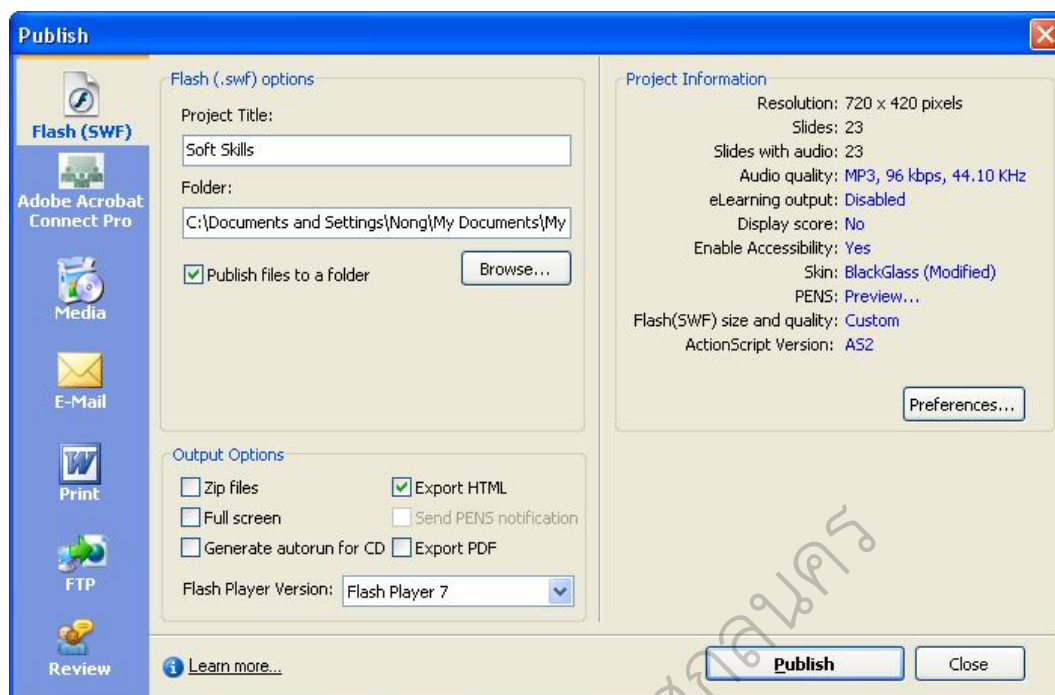 Publish
Flash (SWF)
Adobe Acrobat
Connect Pro
Media
E-Mail
Print
FTP
Review
Flash (.swf) options
Project Title:
Soft Skills
Folder:
C:\Documents and Settings\Nong\My Documents\My
Publish files to a folder
Browse...
Output Options
Zip files
Export HTML
Full screen
Send PENS notification
Generate autorun for CD
Export PDF
Flash Player Version: Flash Player 7
Learn more...
Project Information
Resolution: 720 x 420 pixels
Slides: 23
Slides with audio: 23
Audio quality: MP3, 96 kbps, 44.10 KHz
eLearning output: Disabled
Display score: No
Enable Accessibility: Yes
Skin: BlackGlass (Modified)
PENS: Preview...
Flash(SWF) size and quality: Custom
ActionScript Version: AS2
Preferences...
Publish
Close